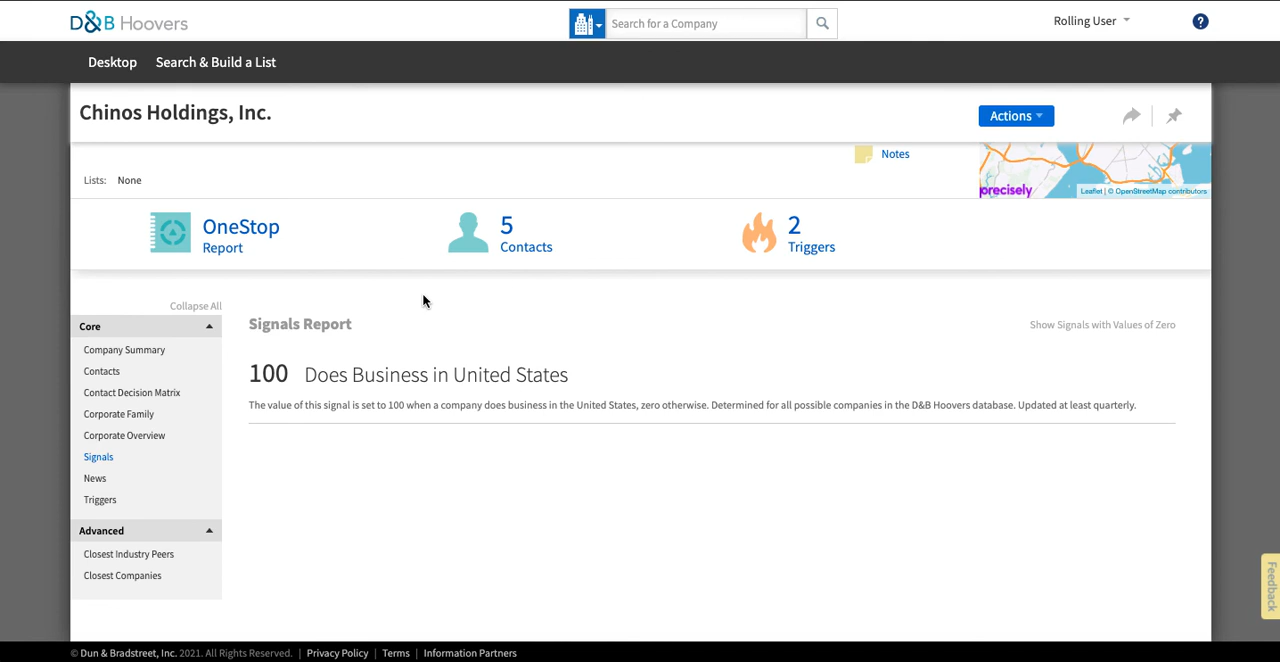 D&B Hoovers
Search for a Company
Rolling User
?
Desktop
Search & Build a List
Chinos Holdings, Inc.
Actions
Notes
Lists: None
precisely
Leaflet | © OpenStreetMap contributors
OneStop
Report
5
Contacts
2
Triggers
Collapse All
Core
Company Summary
Contacts
Contact Decision Matrix
Corporate Family
Corporate Overview
Signals
News
Triggers
Advanced
Closest Industry Peers
Closest Companies
Signals Report
Show Signals with Values of Zero
100 Does Business in United States
The value of this signal is set to 100 when a company does business in the United States, zero otherwise. Determined for all possible companies in the D&B Hoovers database. Updated at least quarterly.
Feedback
© Dun & Bradstreet, Inc. 2021. All Rights Reserved. | Privacy Policy | Terms | Information Partners